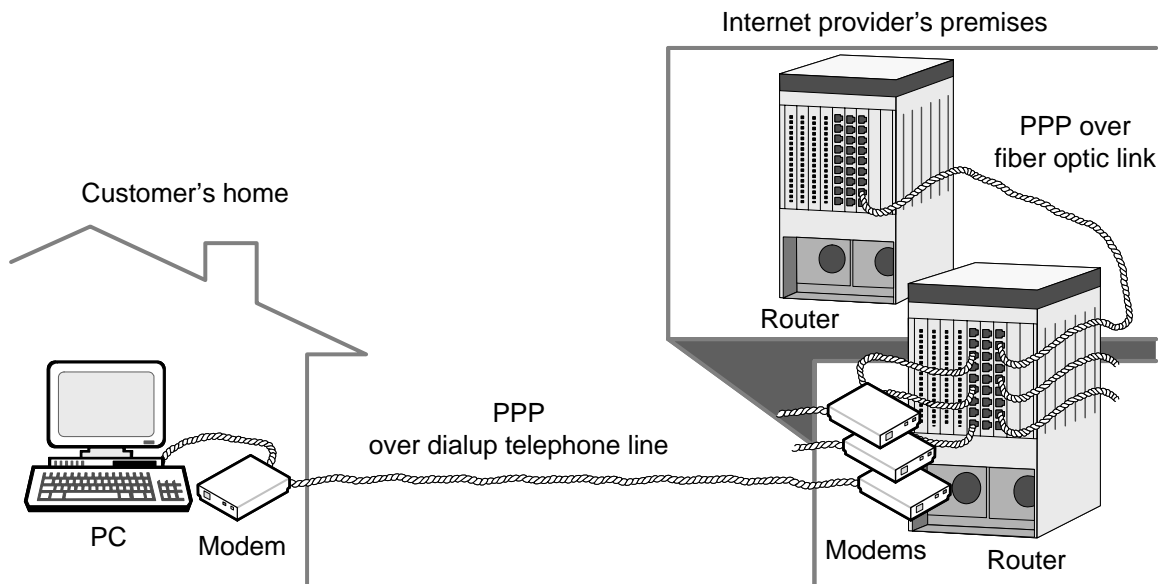 Internet provider's premises
PPP over
fiber optic link
Customer's home
Router
PPP
over dialup telephone line
PC
Modem
Modems
Router